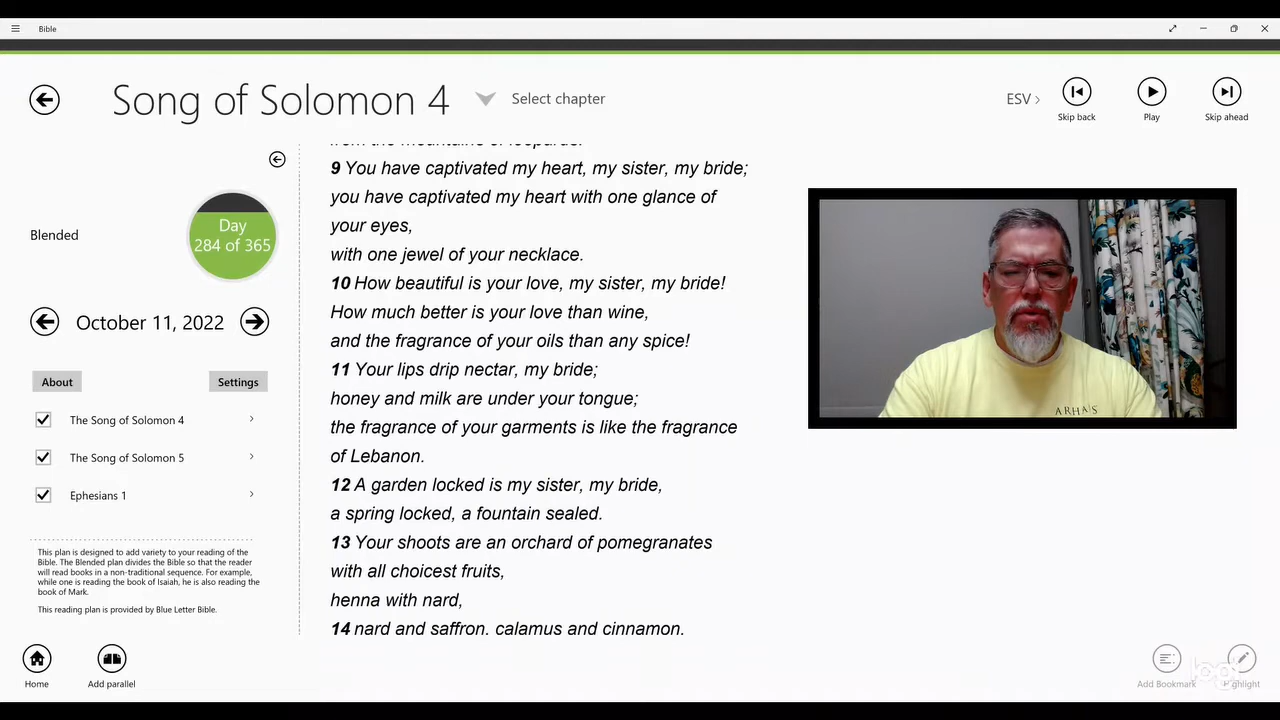 Bible
Song of Solomon 4
Select chapter
ESV
Skip back
Play
Skip ahead
Blended
Day
284 of 365
October 11, 2022
About
Settings
The Song of Solomon 4
The Song of Solomon 5
Ephesians 1
This plan is designed to add variety to your reading of the
Bible. The Blended plan divides the Bible so that the reader
will read books in a non-traditional sequence. For example,
while one is reading the book of Isaiah, he is also reading the
book of Mark.
This reading plan is provided by Blue Letter Bible.
from the mountains of leopards.
9 You have captivated my heart, my sister, my bride;
you have captivated my heart with one glance of
your eyes,
with one jewel of your necklace.
10 How beautiful is your love, my sister, my bride!
How much better is your love than wine,
and the fragrance of your oils than any spice!
11 Your lips drip nectar, my bride;
honey and milk are under your tongue;
the fragrance of your garments is like the fragrance
of Lebanon.
12 A garden locked is my sister, my bride,
a spring locked, a fountain sealed.
13 Your shoots are an orchard of pomegranates
with all choicest fruits,
henna with nard,
14 nard and saffron, calamus and cinnamon,
Home
Add parallel
Add Bookmark
Highlight
logi